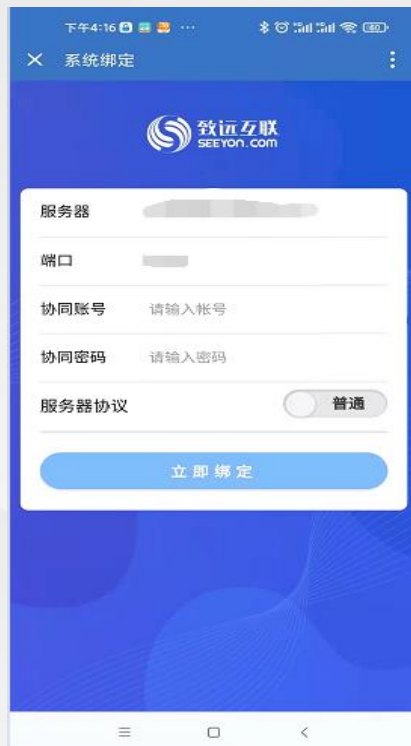 下午4:16
60
系统绑定
致远互联
SEEYON.COM
服务器
端口
协同账号 请输入帐号
协同密码 请输入密码
服务器协议 普通
立即绑定